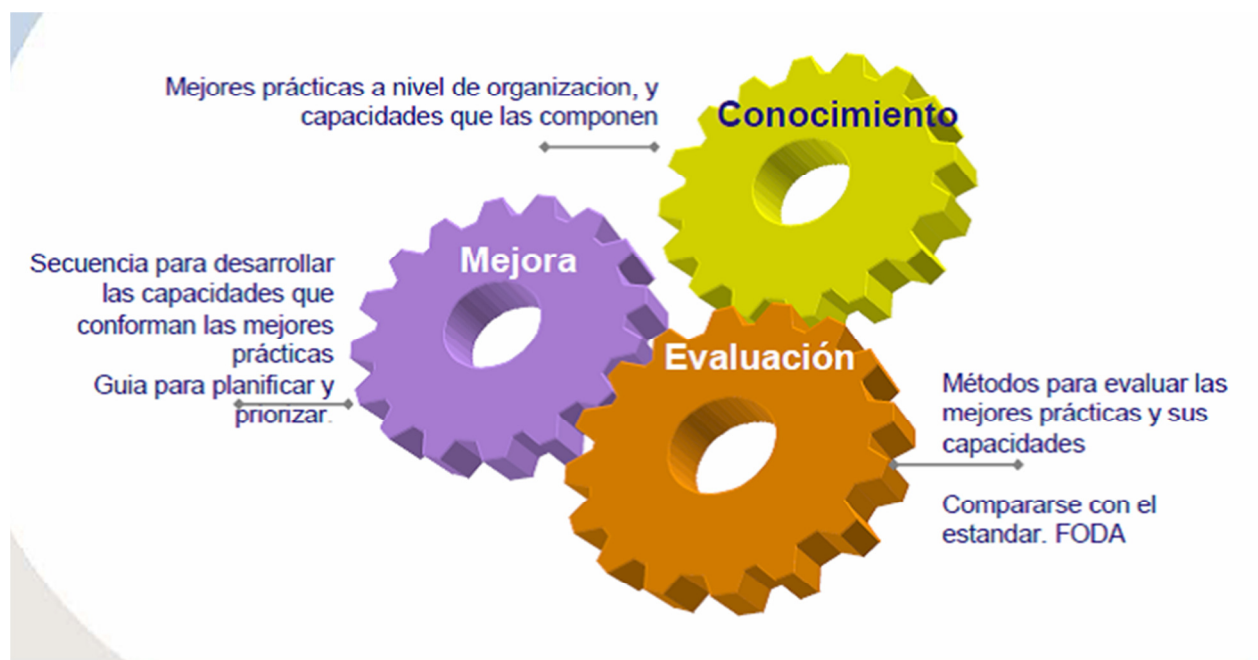 Mejores prácticas a nivel de organizacion, y
capacidades que las componen
Conocimiento
Mejora
Secuencia para desarrollar
las capacidades que
conforman las mejores
prácticas
Guia para planificar y
priorizar.
Evaluación
Métodos para evaluar las
mejores prácticas y sus
capacidades
Compararse con el
estandar. FODA